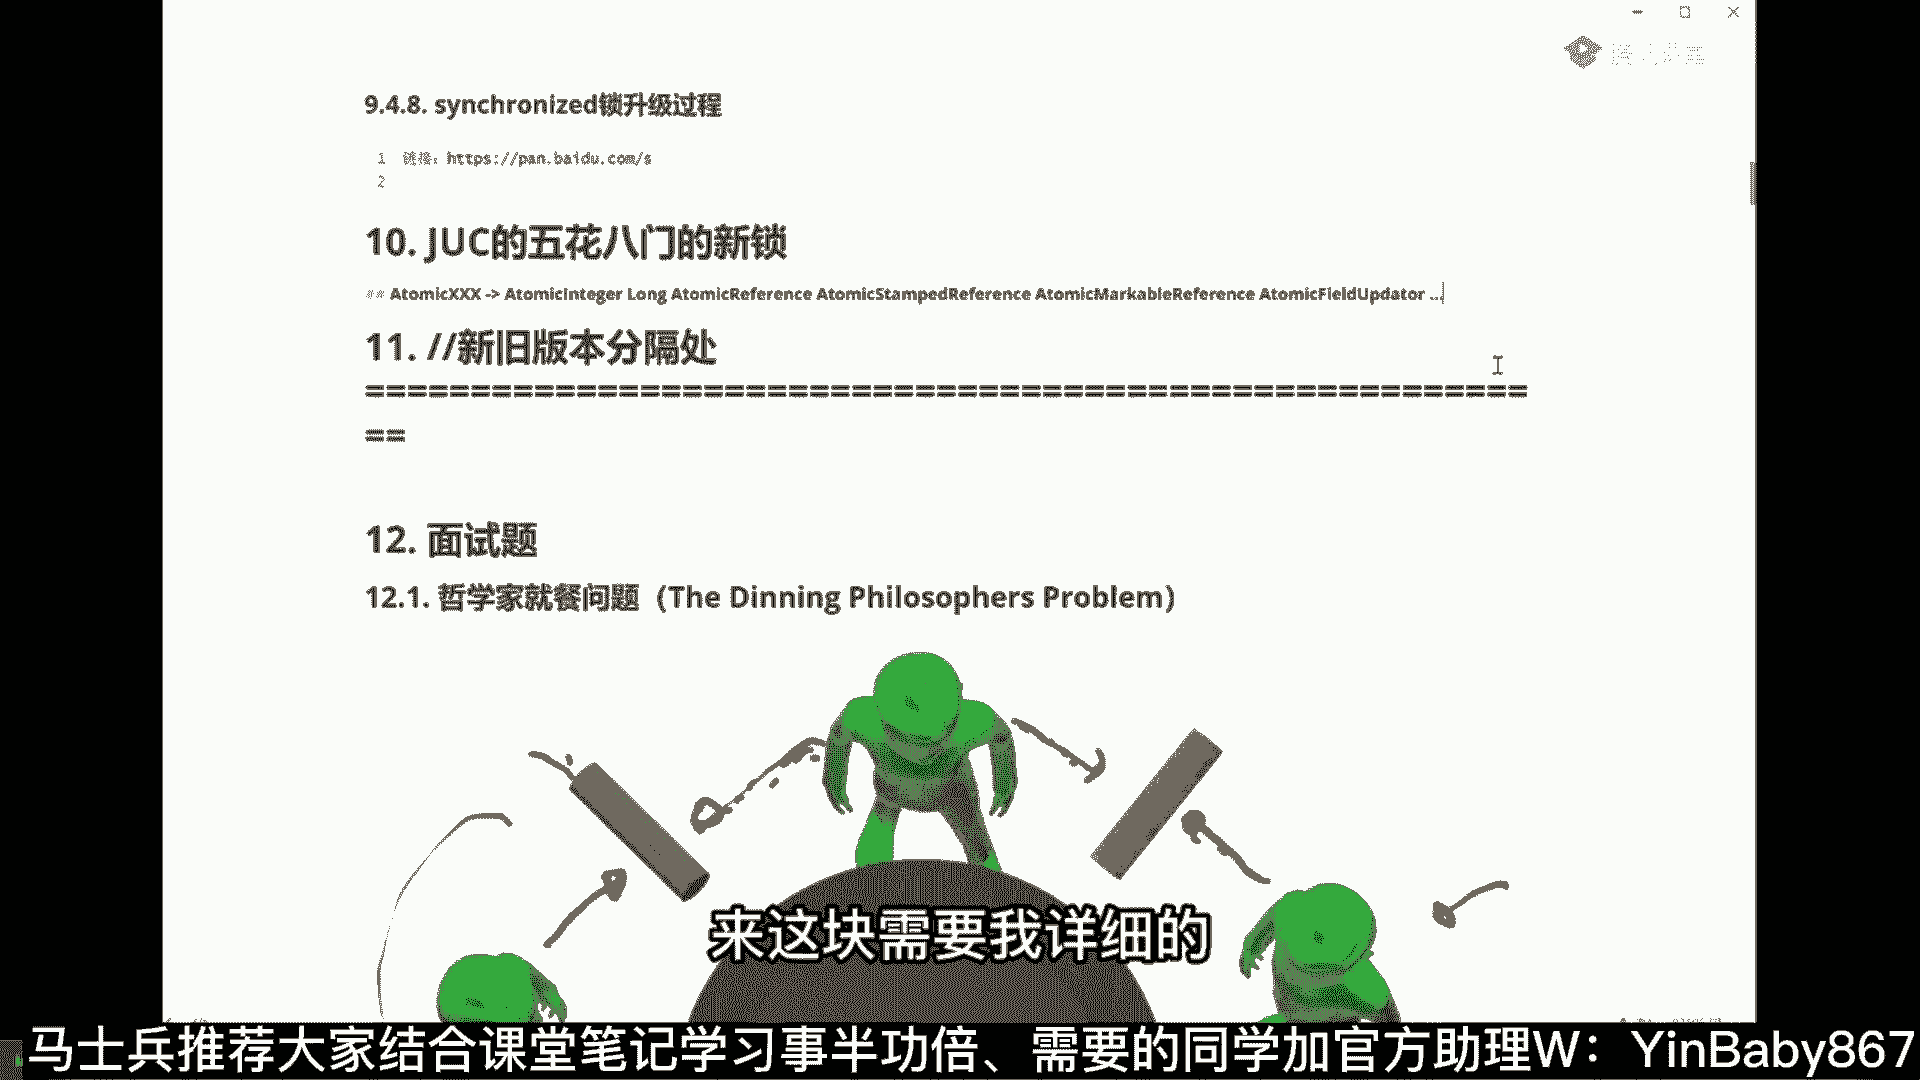 9.4.8. synchronized锁升级过程
1 链接：https://pan.baidu.com/s
2
10. JUC的五花八门的新锁
## AtomicXXX -> AtomicInteger Long AtomicReference AtomicStampedReference AtomicMarkableReference AtomicFieldUpdator ...
11. //新旧版本分隔处
=======================================================
==
12. 面试题
12.1. 哲学家就餐问题（The Dinning Philosophers Problem）
来这块需要我详细的
马士兵推荐大家结合课堂笔记学习事半功倍、需要的同学加官方助理W：YinBaby867